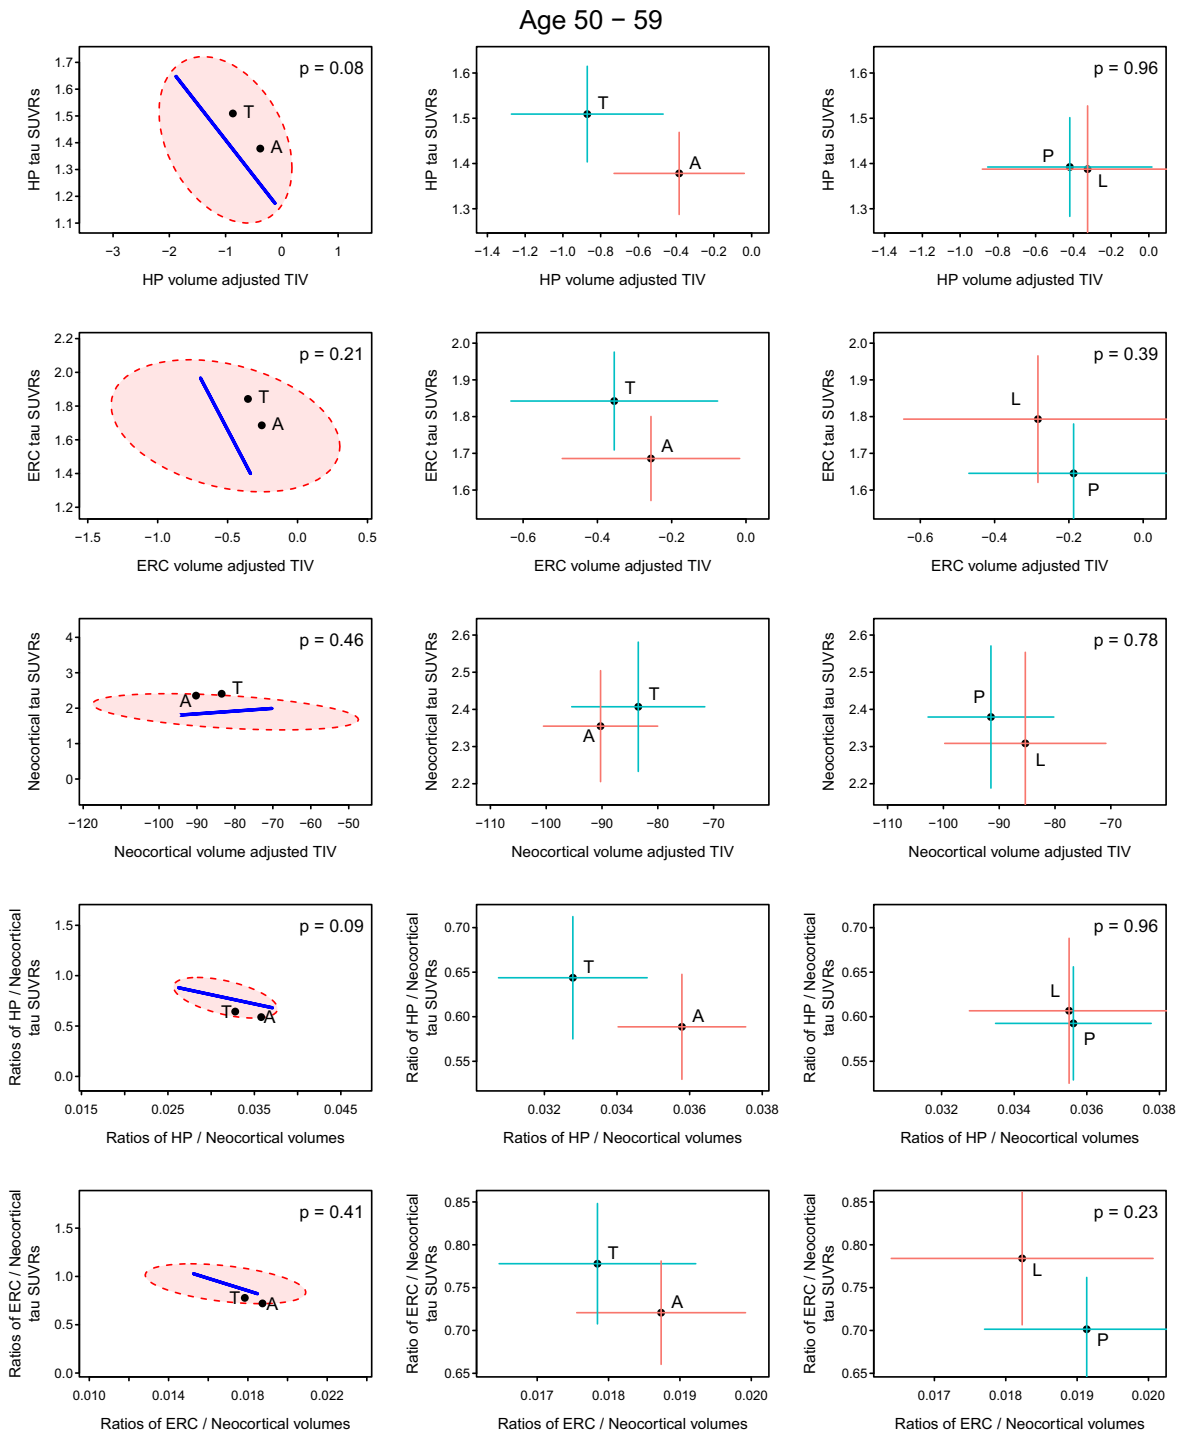 Age 50 − 59
HP tau SUVRs
1.7
1.6
1.5
1.4
1.3
1.2
1.1
p = 0.08
T
A
−3 −2 −1 0 1
HP volume adjusted TIV
HP tau SUVRs
1.6
1.5
1.4
1.3
T
A
−1.4 −1.2 −1.0 −0.8 −0.6 −0.4 −0.2 0.0
HP volume adjusted TIV
HP tau SUVRs
1.6
1.5
1.4
1.3
p = 0.96
P
L
−1.4 −1.2 −1.0 −0.8 −0.6 −0.4 −0.2 0.0
HP volume adjusted TIV
ERC tau SUVRs
2.2
2.0
1.8
1.6
1.4
1.2
p = 0.21
T
A
−1.5 −1.0 −0.5 0.0 0.5
ERC volume adjusted TIV
ERC tau SUVRs
2.0
1.9
1.8
1.7
1.6
T
A
−0.6 −0.4 −0.2 0.0
ERC volume adjusted TIV
ERC tau SUVRs
2.0
1.9
1.8
1.7
1.6
p = 0.39
L
P
−0.6 −0.4 −0.2 0.0
ERC volume adjusted TIV
Neocortical tau SUVRs
4
3
2
1
0
p = 0.46
A
T
−120 −100 −90 −80 −70 −60 −50
Neocortical volume adjusted TIV
Neocortical tau SUVRs
2.6
2.5
2.4
2.3
2.2
T
A
−110 −100 −90 −80 −70
Neocortical volume adjusted TIV
Neocortical tau SUVRs
2.6
2.5
2.4
2.3
2.2
p = 0.78
P
L
−110 −100 −90 −80 −70
Neocortical volume adjusted TIV
Ratios of HP / Neocortical
tau SUVRs
1.5
1.0
0.5
0.0
p = 0.09
T
A
0.015 0.025 0.035 0.045
Ratios of HP / Neocortical volumes
Ratio of HP / Neocortical
tau SUVRs
0.70
0.65
0.60
0.55
T
A
0.032 0.034 0.036 0.038
Ratios of HP / Neocortical volumes
Ratio of HP / Neocortical
tau SUVRs
0.70
0.65
0.60
0.55
p = 0.96
L
P
0.032 0.034 0.036 0.038
Ratios of HP / Neocortical volumes
Ratios of ERC / Neocortical
tau SUVRs
1.5
1.0
0.5
0.0
p = 0.41
T
A
0.010 0.014 0.018 0.022
Ratios of ERC / Neocortical volumes
Ratio of ERC / Neocortical
tau SUVRs
0.85
0.80
0.75
0.70
0.65
T
A
0.017 0.018 0.019 0.020
Ratios of ERC / Neocortical volumes
Ratio of ERC / Neocortical
tau SUVRs
0.85
0.80
0.75
0.70
0.65
p = 0.23
L
P
0.017 0.018 0.019 0.020
Ratios of ERC / Neocortical volumes